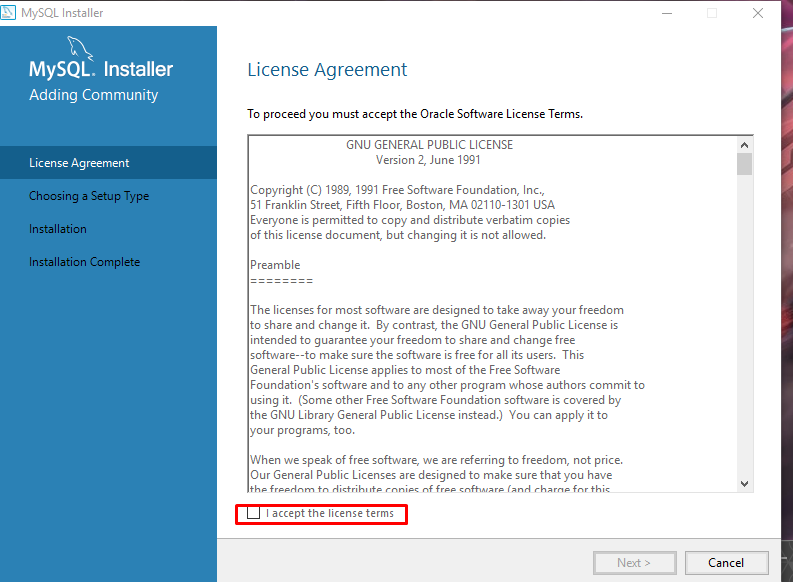 MySQL Installer
MySQL. Installer
Adding Community
License Agreement
Choosing a Setup Type
Installation
Installation Complete
License Agreement
To proceed you must accept the Oracle Software License Terms.
GNU GENERAL PUBLIC LICENSE
Version 2, June 1991
Copyright (C) 1989, 1991 Free Software Foundation, Inc.,
51 Franklin Street, Fifth Floor, Boston, MA 02110-1301 USA
Everyone is permitted to copy and distribute verbatim copies
of this license document, but changing it is not allowed.
Preamble
========
The licenses for most software are designed to take away your freedom
to share and change it.  By contrast, the GNU General Public License is
intended to guarantee your freedom to share and change free
software--to make sure the software is free for all its users.  This
General Public License applies to most of the Free Software
Foundation's software and to any other program whose authors commit to
using it.  (Some other Free Software Foundation software is covered by
the GNU Library General Public License instead.)  You can apply it to
your programs, too.
When we speak of free software, we are referring to freedom, not price.
Our General Public Licenses are designed to make sure that you have
the freedom to distribute copies of free software (and charge for this
I accept the license terms
Next >
Cancel